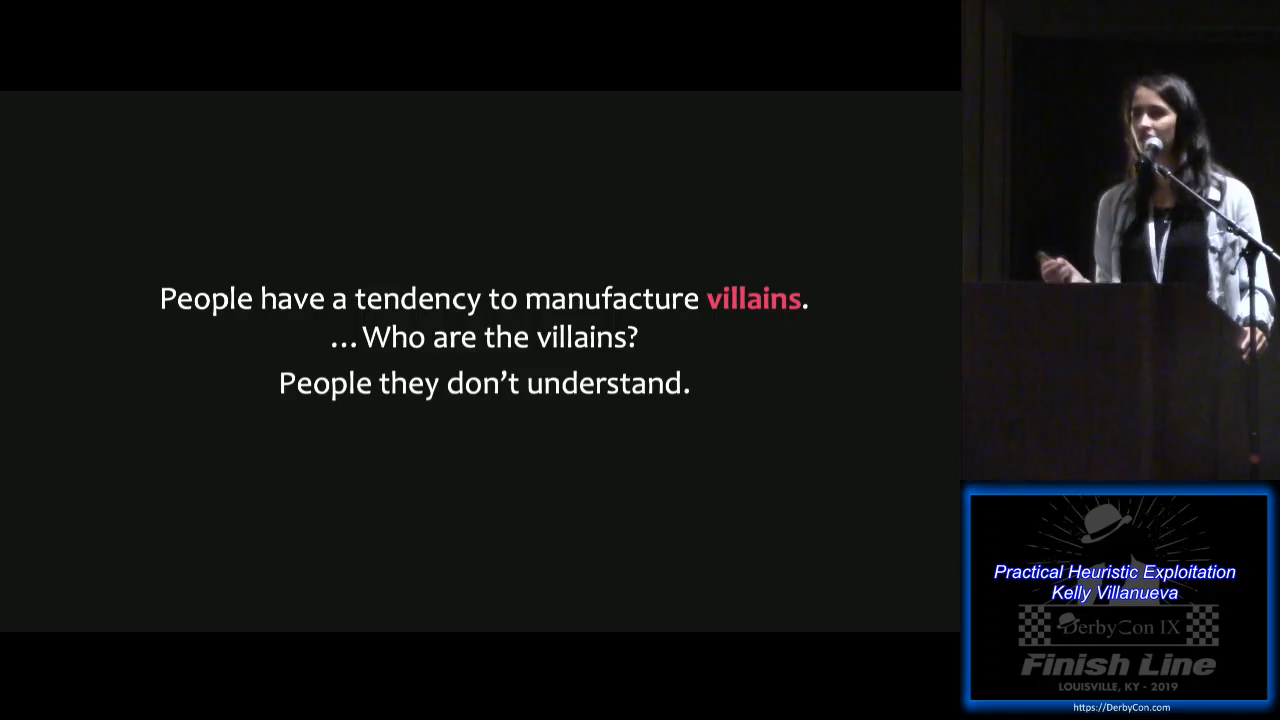 People have a tendency to manufacture villains.
...Who are the villains?
People they don't understand.
Practical Heuristic Exploitation
Kelly Villanueva
DerbyCon IX
Finish Line
LOUISVILLE, KY - 2019
https://DerbyCon.com